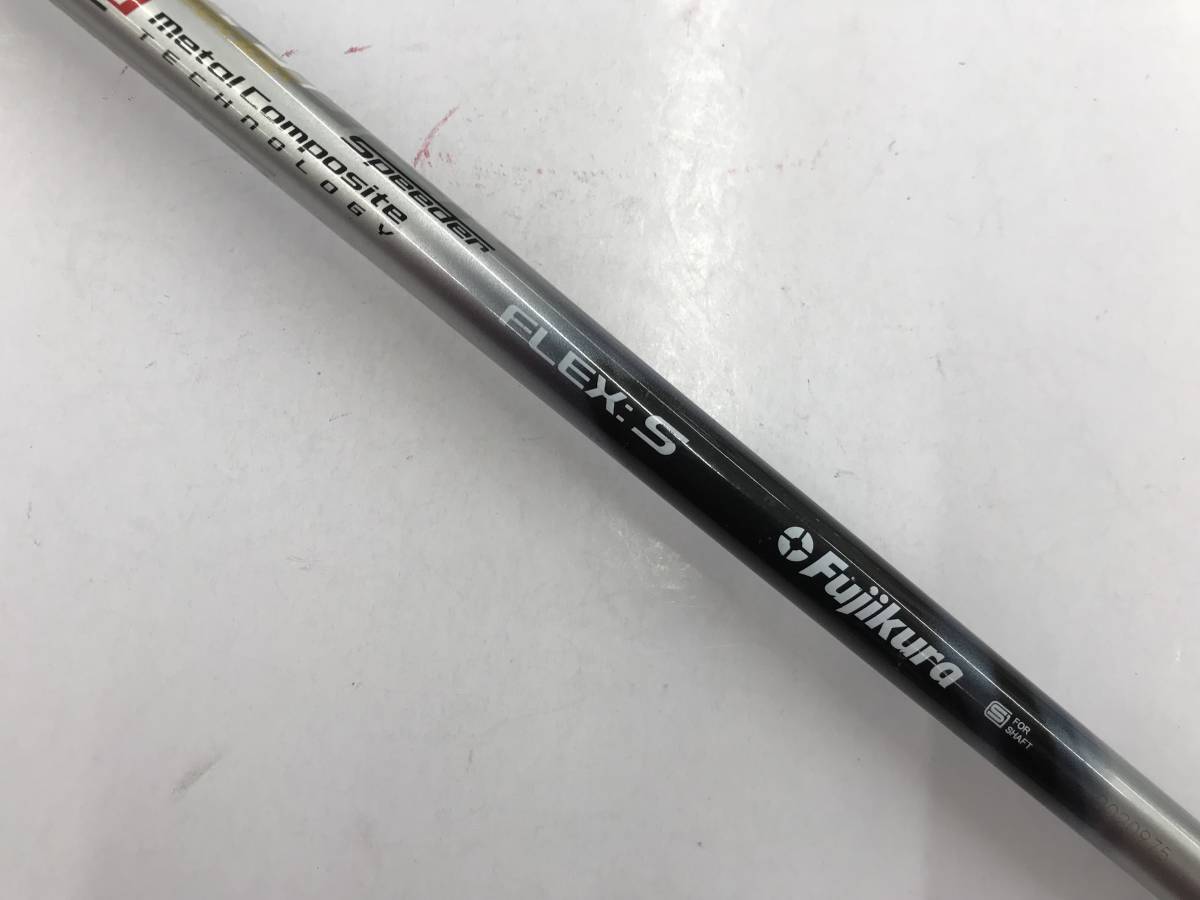 metal Composite
TECHNOLOGY
Speeder
FLEX: S
Fujikura
S FOR
SHAFT